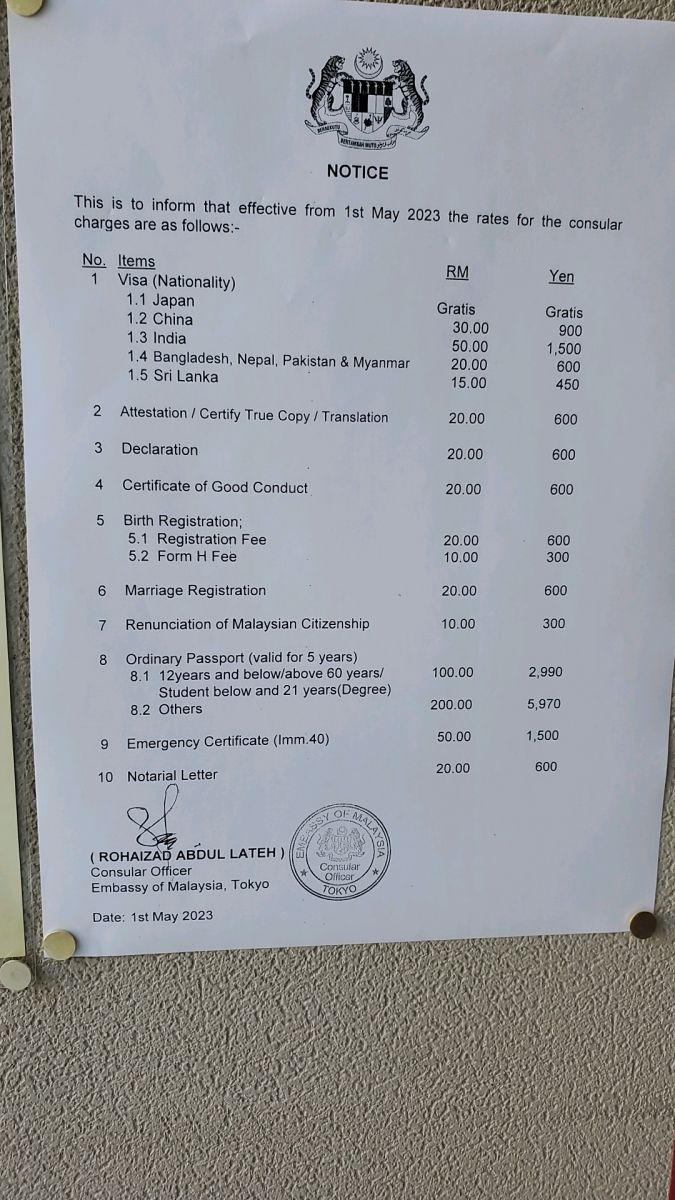 BERSEKUTU BERTAMBAH MUTU
NOTICE
This is to inform that effective from 1st May 2023 the rates for the consular
charges are as follows:-
No. Items RM Yen
1 Visa (Nationality)
1.1 Japan Gratis Gratis
1.2 China 30.00 900
1.3 India 50.00 1,500
1.4 Bangladesh, Nepal, Pakistan & Myanmar 20.00 600
1.5 Sri Lanka 15.00 450
2 Attestation / Certify True Copy / Translation 20.00 600
3 Declaration 20.00 600
4 Certificate of Good Conduct 20.00 600
5 Birth Registration;
5.1 Registration Fee 20.00 600
5.2 Form H Fee 10.00 300
6 Marriage Registration 20.00 600
7 Renunciation of Malaysian Citizenship 10.00 300
8 Ordinary Passport (valid for 5 years)
8.1 12years and below/above 60 years/ 100.00 2,990
Student below and 21 years(Degree)
8.2 Others 200.00 5,970
9 Emergency Certificate (Imm.40) 50.00 1,500
10 Notarial Letter 20.00 600
( ROHAIZAD ABDUL LATEH )
Consular Officer
Embassy of Malaysia, Tokyo
EMBASSY OF MALAYSIA
Consular
Officer
TOKYO
Date: 1st May 2023